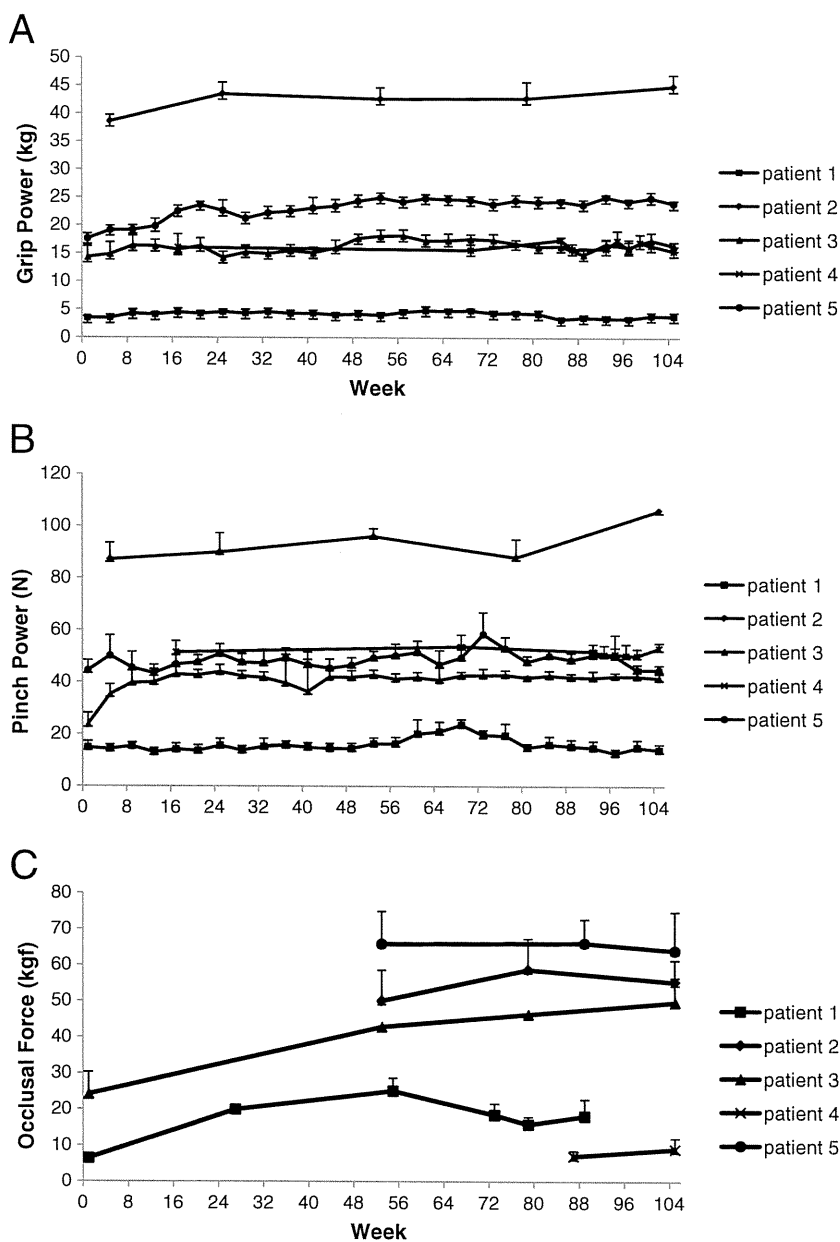 A
Grip Power (kg)
50
45
40
35
30
25
20
15
10
5
0
0 8 16 24 32 40 48 56 64 72 80 88 96 104
Week
patient 1
patient 2
patient 3
patient 4
patient 5
B
Pinch Power (N)
120
100
80
60
40
20
0
0 8 16 24 32 40 48 56 64 72 80 88 96 104
patient 1
patient 2
patient 3
patient 4
patient 5
C
Occlusal Force (kgf)
80
70
60
50
40
30
20
10
0
0 8 16 24 32 40 48 56 64 72 80 88 96 104
Week
patient 1
patient 2
patient 3
patient 4
patient 5